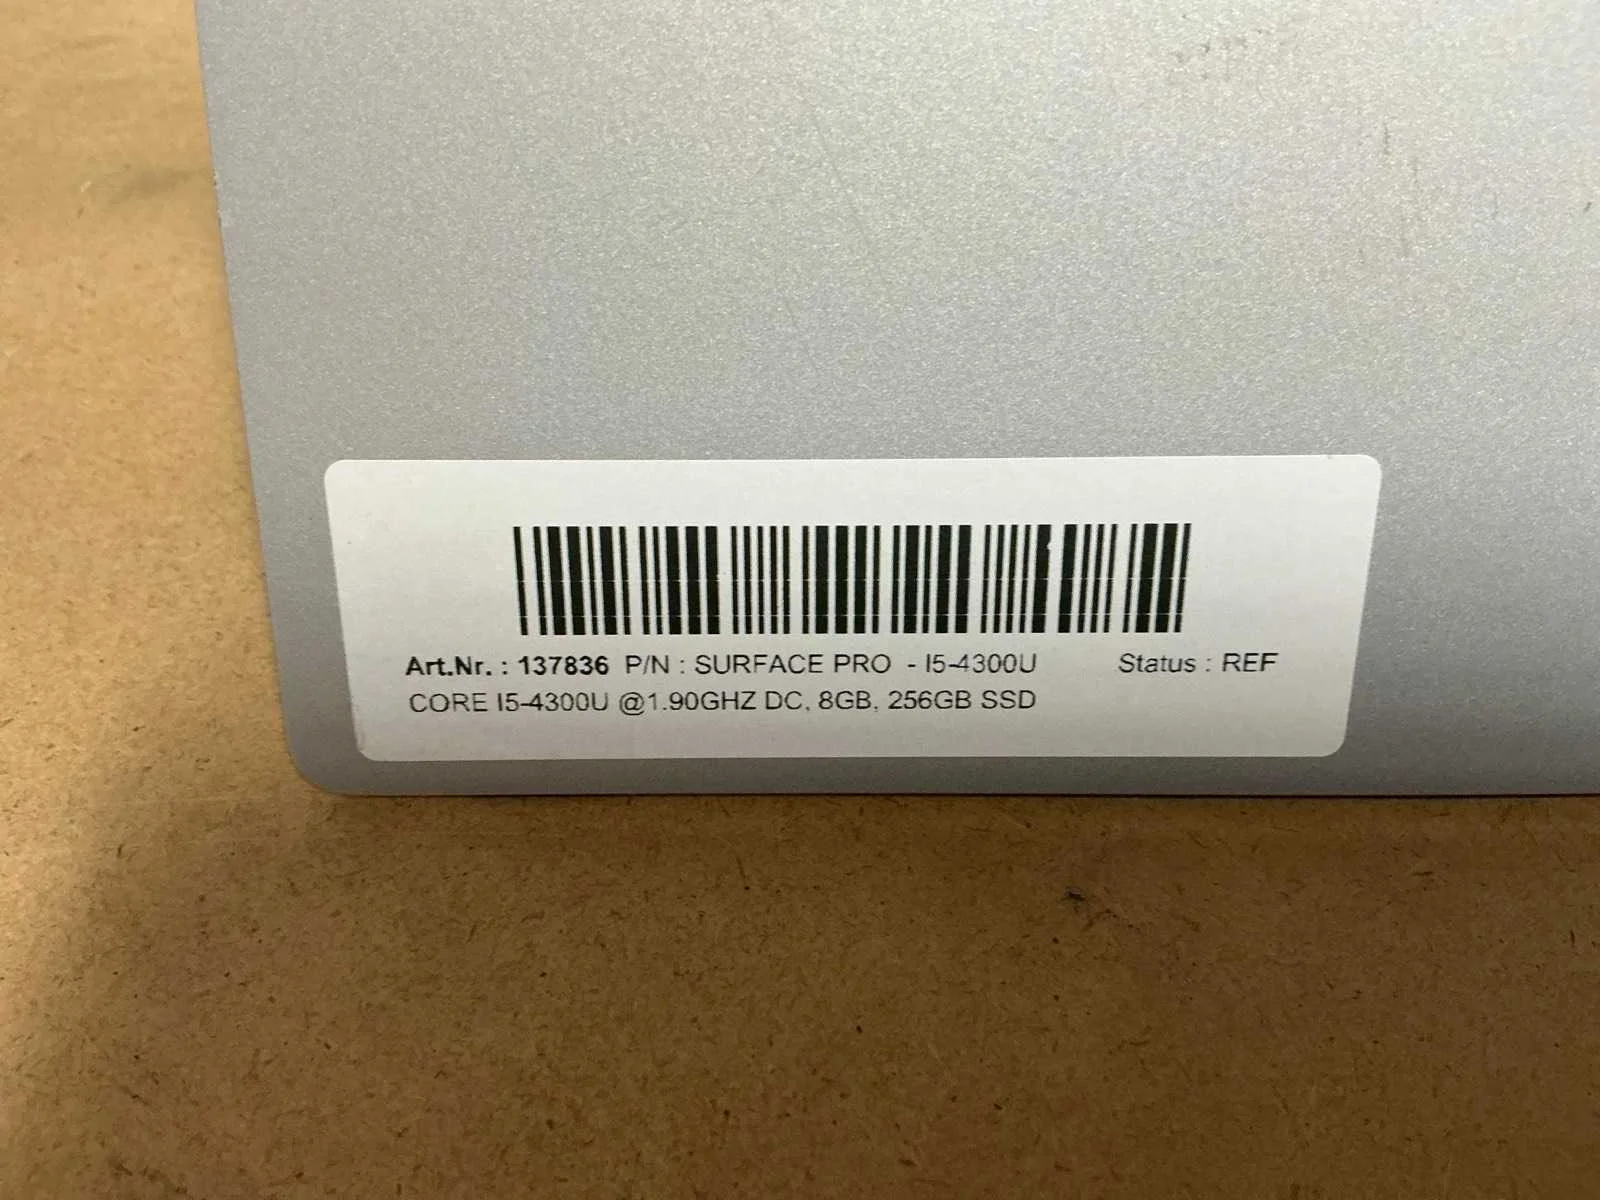 Art.Nr. : 137836 P/N : SURFACE PRO - I5-4300U Status : REF
CORE I5-4300U @1.90GHZ DC, 8GB, 256GB SSD